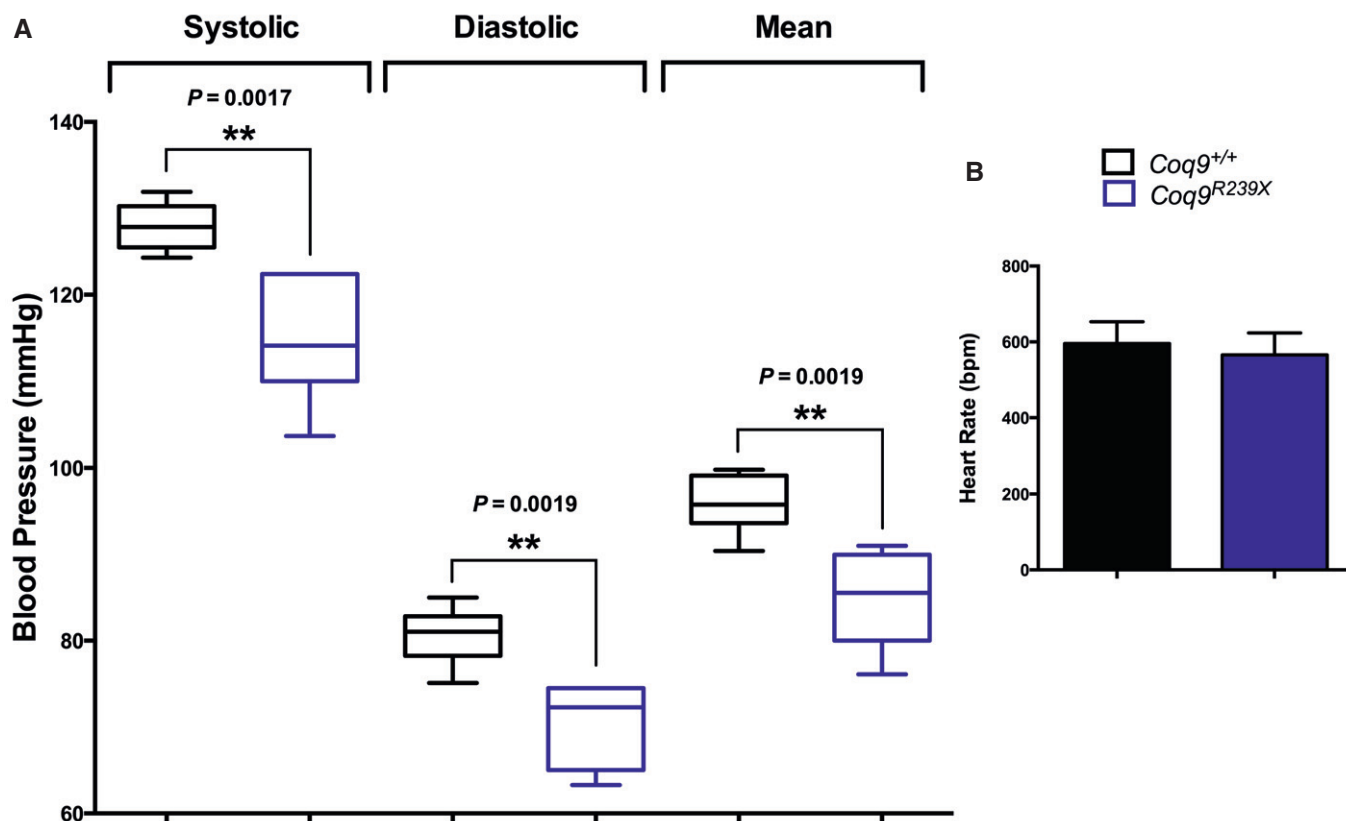 A
Systolic Diastolic Mean
P = 0.0017
**
P = 0.0019
**
P = 0.0019
**
Blood Pressure (mmHg)
140
120
100
80
60
B
Coq9+/+
Coq9R239X
Heart Rate (bpm)
800
600
400
200
0